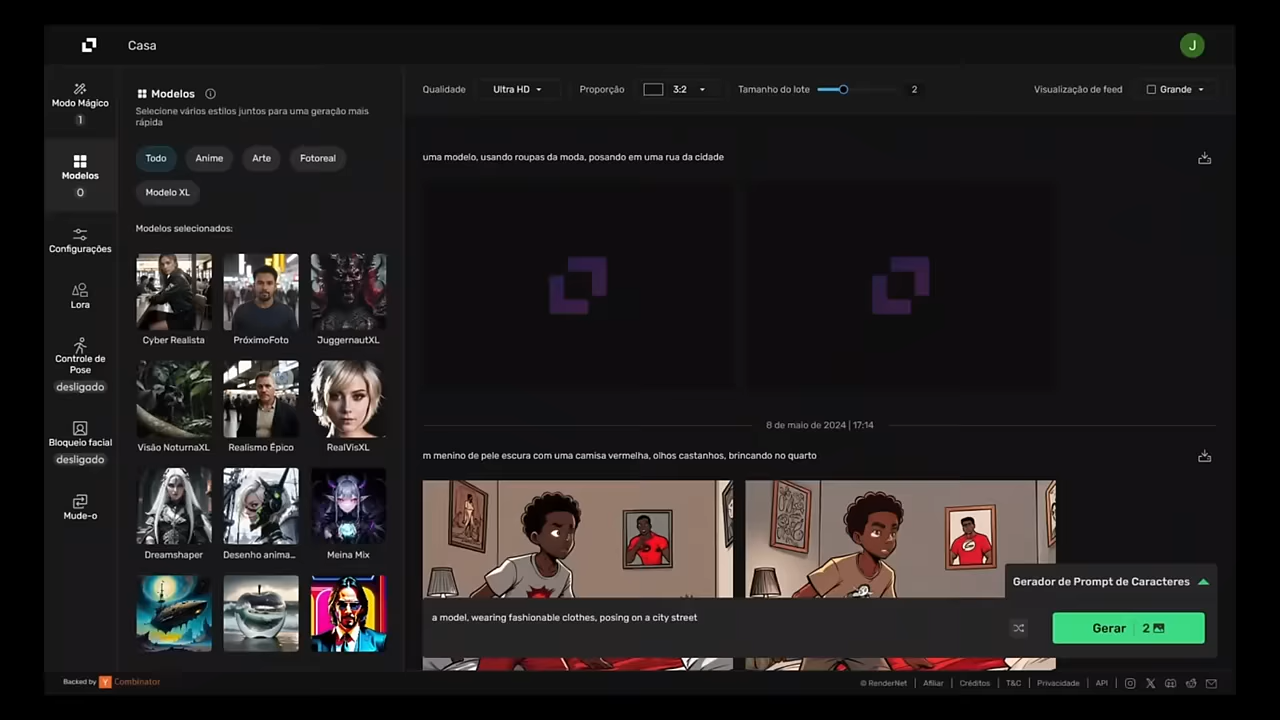 Casa
J
Modo Mágico
1
Modelos
0
Configurações
Lora
Controle de
Pose
desligado
Bloqueio facial
desligado
Mude-o
Modelos
Selecione vários estilos juntos para uma geração mais
rápida
Todo
Anime
Arte
Fotoreal
Modelo XL
Modelos selecionados:
Cyber Realista
PróximoFoto
JuggernautXL
Visão NoturnaXL
Realismo Épico
RealVisXL
Dreamshaper
Desenho anima...
Meina Mix
Qualidade
Ultra HD
Proporção
3:2
Tamanho do lote
2
Visualização de feed
Grande
uma modelo, usando roupas da moda, posando em uma rua da cidade
8 de maio de 2024 | 17:14
m menino de pele escura com uma camisa vermelha, olhos castanhos, brincando no quarto
Gerador de Prompt de Caracteres
a model, wearing fashionable clothes, posing on a city street
Gerar 2
Backed by Y Combinator
© RenderNet | Afiliar | Créditos | T&C | Privacidade | API |